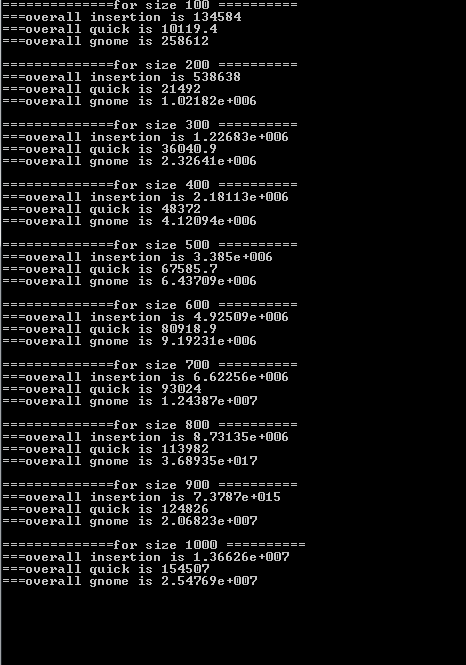 ==============for size 100 ==========
===overall insertion is 134584
===overall quick is 10119.4
===overall gnome is 258612
==============for size 200 ==========
===overall insertion is 538638
===overall quick is 21492
===overall gnome is 1.02182e+006
==============for size 300 ==========
===overall insertion is 1.22683e+006
===overall quick is 36040.9
===overall gnome is 2.32641e+006
==============for size 400 ==========
===overall insertion is 2.18113e+006
===overall quick is 48372
===overall gnome is 4.12094e+006
==============for size 500 ==========
===overall insertion is 3.385e+006
===overall quick is 67585.7
===overall gnome is 6.43709e+006
==============for size 600 ==========
===overall insertion is 4.92509e+006
===overall quick is 80918.9
===overall gnome is 9.19231e+006
==============for size 700 ==========
===overall insertion is 6.62256e+006
===overall quick is 93024
===overall gnome is 1.24387e+007
==============for size 800 ==========
===overall insertion is 8.73135e+006
===overall quick is 113982
===overall gnome is 3.68935e+017
==============for size 900 ==========
===overall insertion is 7.3787e+015
===overall quick is 124826
===overall gnome is 2.06823e+007
==============for size 1000 ==========
===overall insertion is 1.36626e+007
===overall quick is 154507
===overall gnome is 2.54769e+007